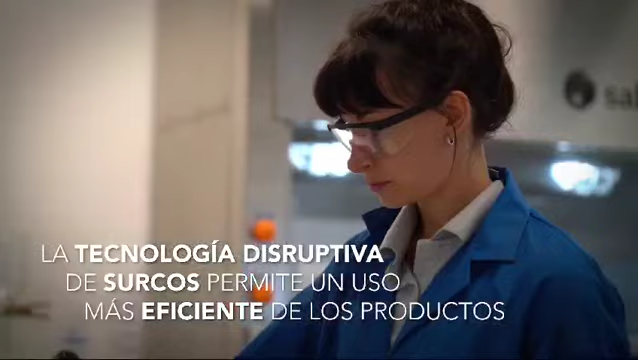 LA TECNOLOGÍA DISRUPTIVA
DE SURCOS PERMITE UN USO
MÁS EFICIENTE DE LOS PRODUCTOS